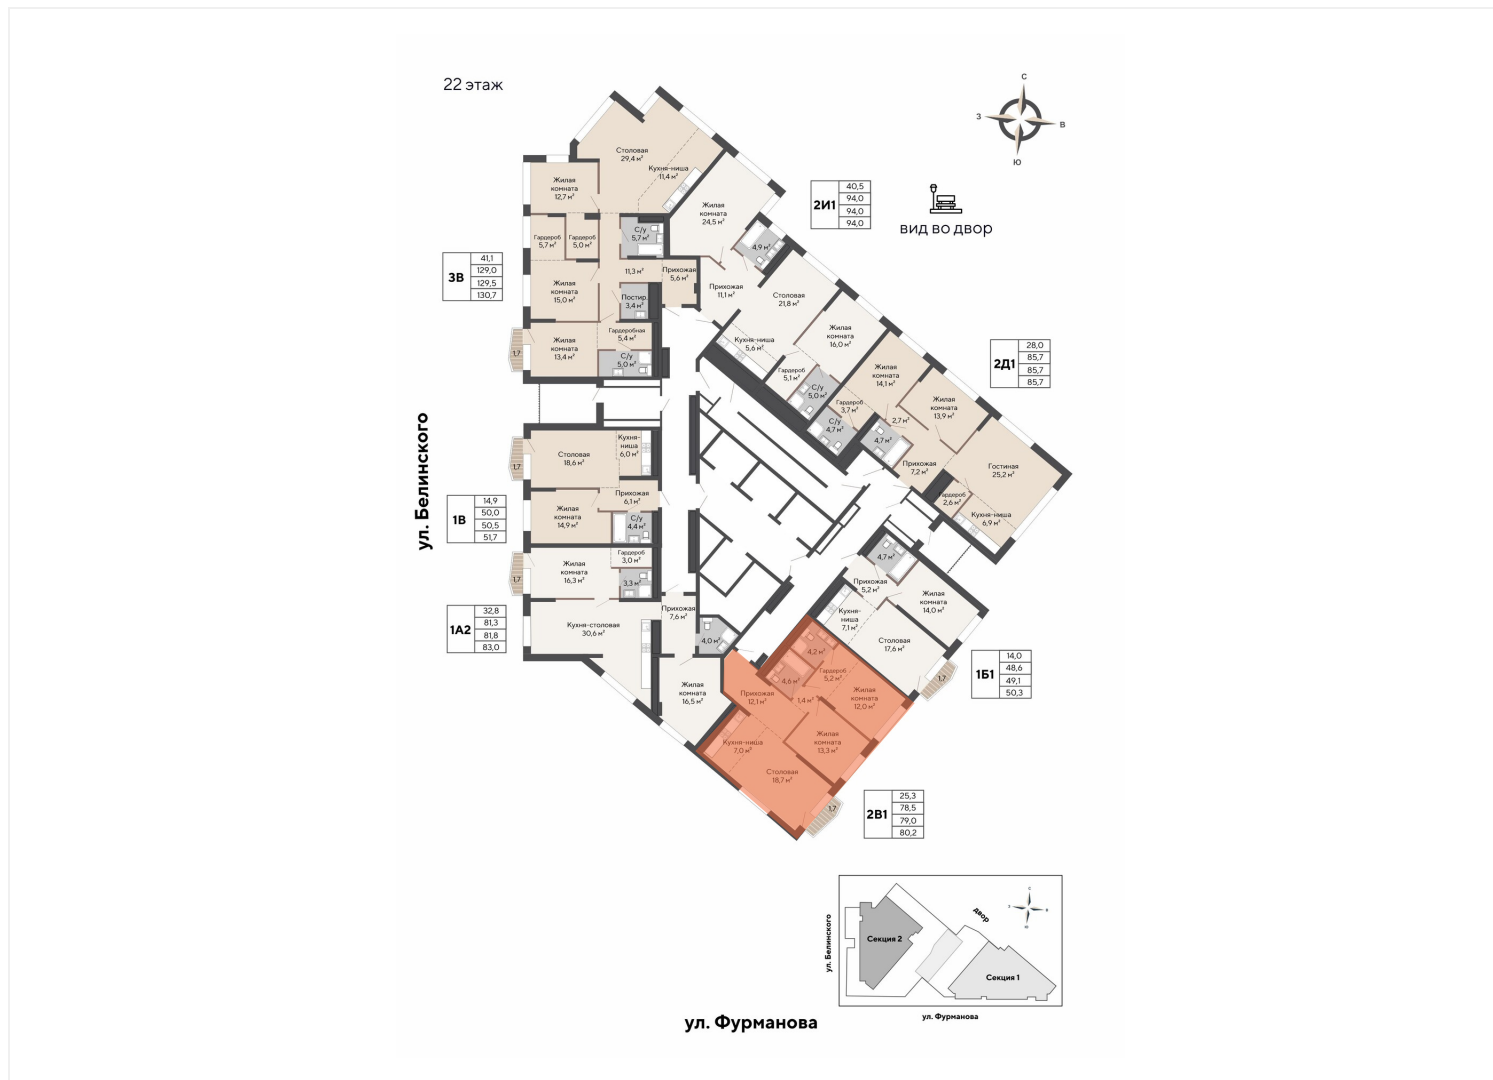 22 этаж
С
З
В
Ю
вид во двор
2И1
40,5
94,0
94,0
94,0
Столовая
29,4 м²
Кухня-ниша
11,4 м²
Жилая
комната
12,7 м²
Жилая
комната
24,5 м²
Гардероб
5,7 м²
Гардероб
5,0 м²
С/у
5,7 м²
4,9 м²
3В
41,1
129,0
129,5
130,7
11,3 м²
Прихожая
5,6 м²
Жилая
комната
15,0 м²
Постир.
3,4 м²
Прихожая
11,1 м²
Столовая
21,8 м²
Жилая
комната
13,4 м²
Гардеробная
5,4 м²
С/у
5,0 м²
1,7
Кухня-ниша
5,6 м²
Жилая
комната
16,0 м²
Гардероб
5,1 м²
С/у
5,0 м²
2Д1
28,0
85,7
85,7
85,7
Жилая
комната
14,1 м²
Жилая
комната
13,9 м²
Гардероб
3,7 м²
С/у
4,7 м²
2,7 м²
4,7 м²
Прихожая
7,2 м²
Гостиная
25,2 м²
Гардероб
2,6 м²
Кухня-ниша
6,9 м²
ул. Белинского
Столовая
18,6 м²
Кухня-
ниша
6,0 м²
1,7
1В
14,9
50,0
50,5
51,7
Прихожая
6,1 м²
Жилая
комната
14,9 м²
С/у
4,4 м²
Гардероб
3,0 м²
Жилая
комната
16,3 м²
3,3 м²
1,7
1А2
32,8
81,3
81,8
83,0
Кухня-столовая
30,6 м²
Прихожая
7,6 м²
4,0 м²
Жилая
комната
16,5 м²
4,7 м²
Прихожая
5,2 м²
Жилая
комната
14,0 м²
Кухня-
ниша
7,1 м²
Столовая
17,6 м²
1,7
1Б1
14,0
48,6
49,1
50,3
4,2 м²
Гардероб
5,2 м²
4,6 м²
Прихожая
12,1 м²
1,4 м²
Жилая
комната
12,0 м²
Жилая
комната
13,3 м²
Кухня-ниша
7,0 м²
Столовая
18,7 м²
1,7
2В1
25,3
78,5
79,0
80,2
ул. Белинского
Секция 2
двор
С
З
В
Ю
Секция 1
ул. Фурманова
ул. Фурманова